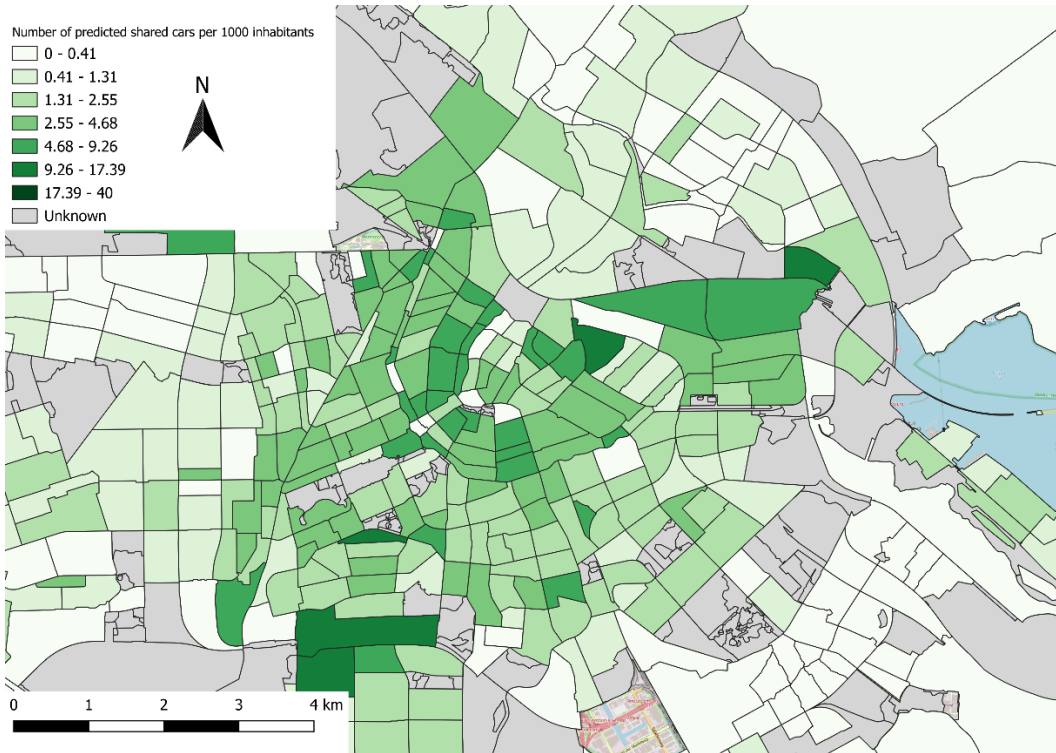 Number of predicted shared cars per 1000 inhabitants
0 - 0.41
0.41 - 1.31
1.31 - 2.55
2.55 - 4.68
4.68 - 9.26
9.26 - 17.39
17.39 - 40
Unknown
N
0 1 2 3 4 km